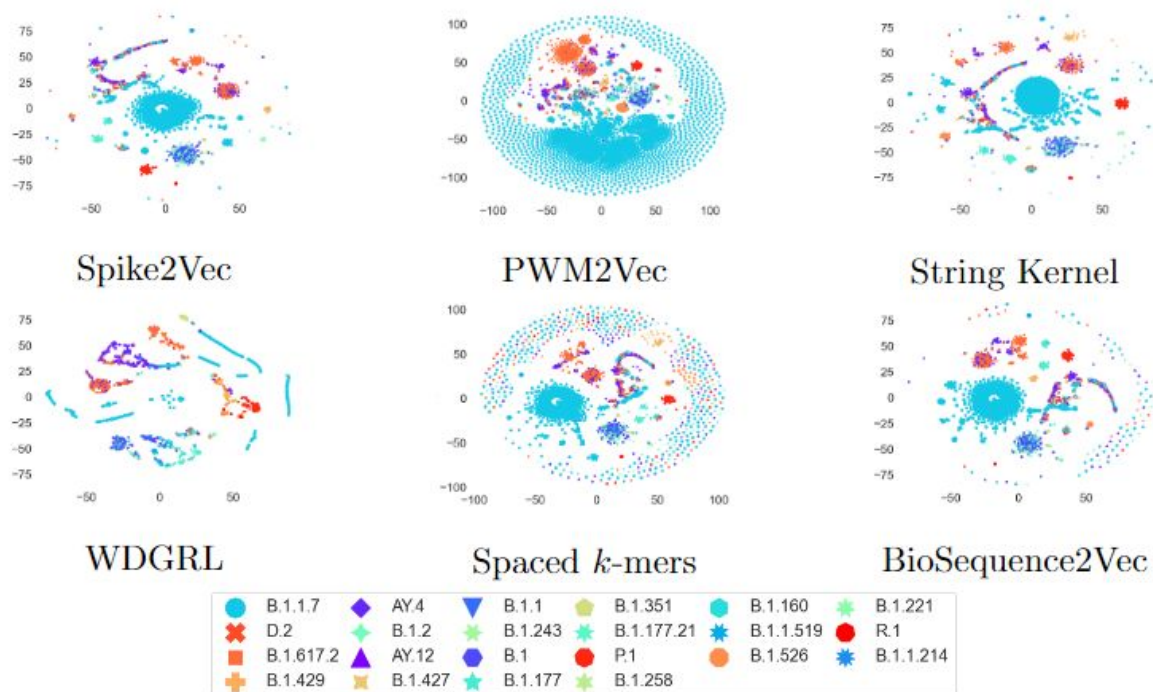 75
50
25
0
−25
−50
−75
−50 0 50
Spike2Vec
100
50
0
−50
−100
−100 −50 0 50 100
PWM2Vec
75
50
25
0
−25
−50
−75
−50 0 50 100
String Kernel
75
50
25
0
−25
−50
−75
−50 0 50
WDGRL
100
50
0
−50
−100
−100 −50 0 50 100
Spaced k-mers
75
50
25
0
−25
−50
−75
−50 0 50 100
BioSequence2Vec
B.1.1.7 AY.4 B.1.1 B.1.351 B.1.160 B.1.221
D.2 B.1.2 B.1.243 B.1.177.21 B.1.1.519 R.1
B.1.617.2 AY.12 B.1 P.1 B.1.526 B.1.1.214
B.1.429 B.1.427 B.1.177 B.1.258